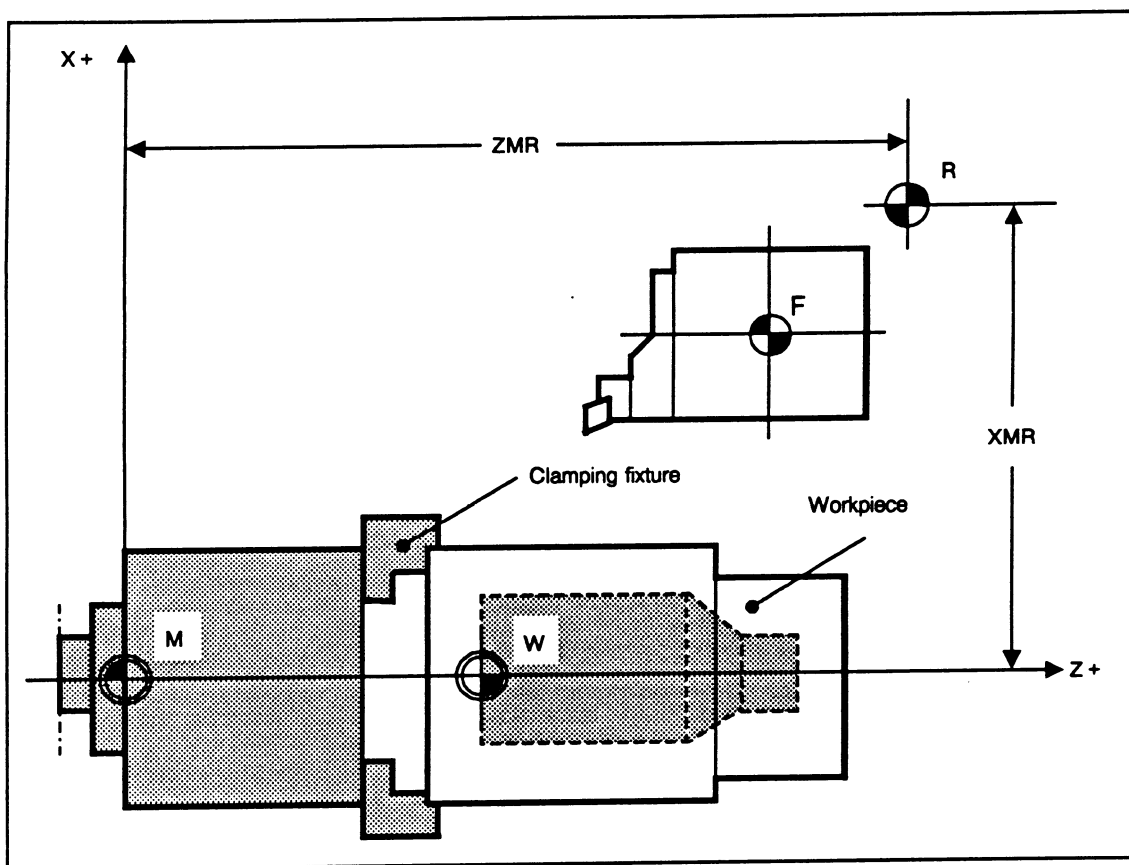 X +
ZMR
R
F
XMR
Clamping fixture
Workpiece
M
W
Z +